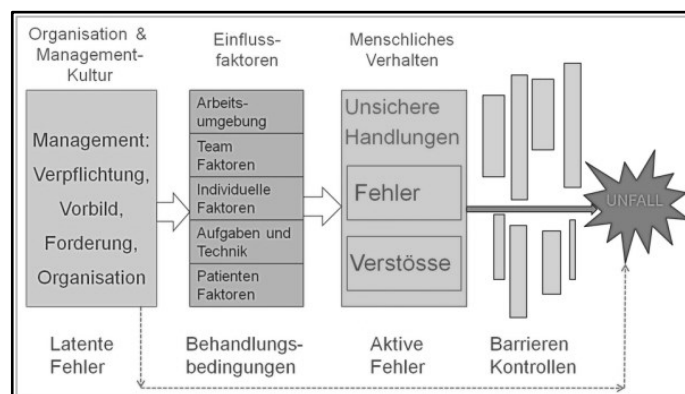 Organisation &
Management-
Kultur
Einfluss-
faktoren
Menschliches
Verhalten
Management:
Verpflichtung,
Vorbild,
Forderung,
Organisation
Arbeits-
umgebung
Team
Faktoren
Individuelle
Faktoren
Aufgaben und
Technik
Patienten
Faktoren
Unsichere
Handlungen
Fehler
Verstösse
UNFALL
Latente
Fehler
Behandlungs-
bedingungen
Aktive
Fehler
Barrieren
Kontrollen